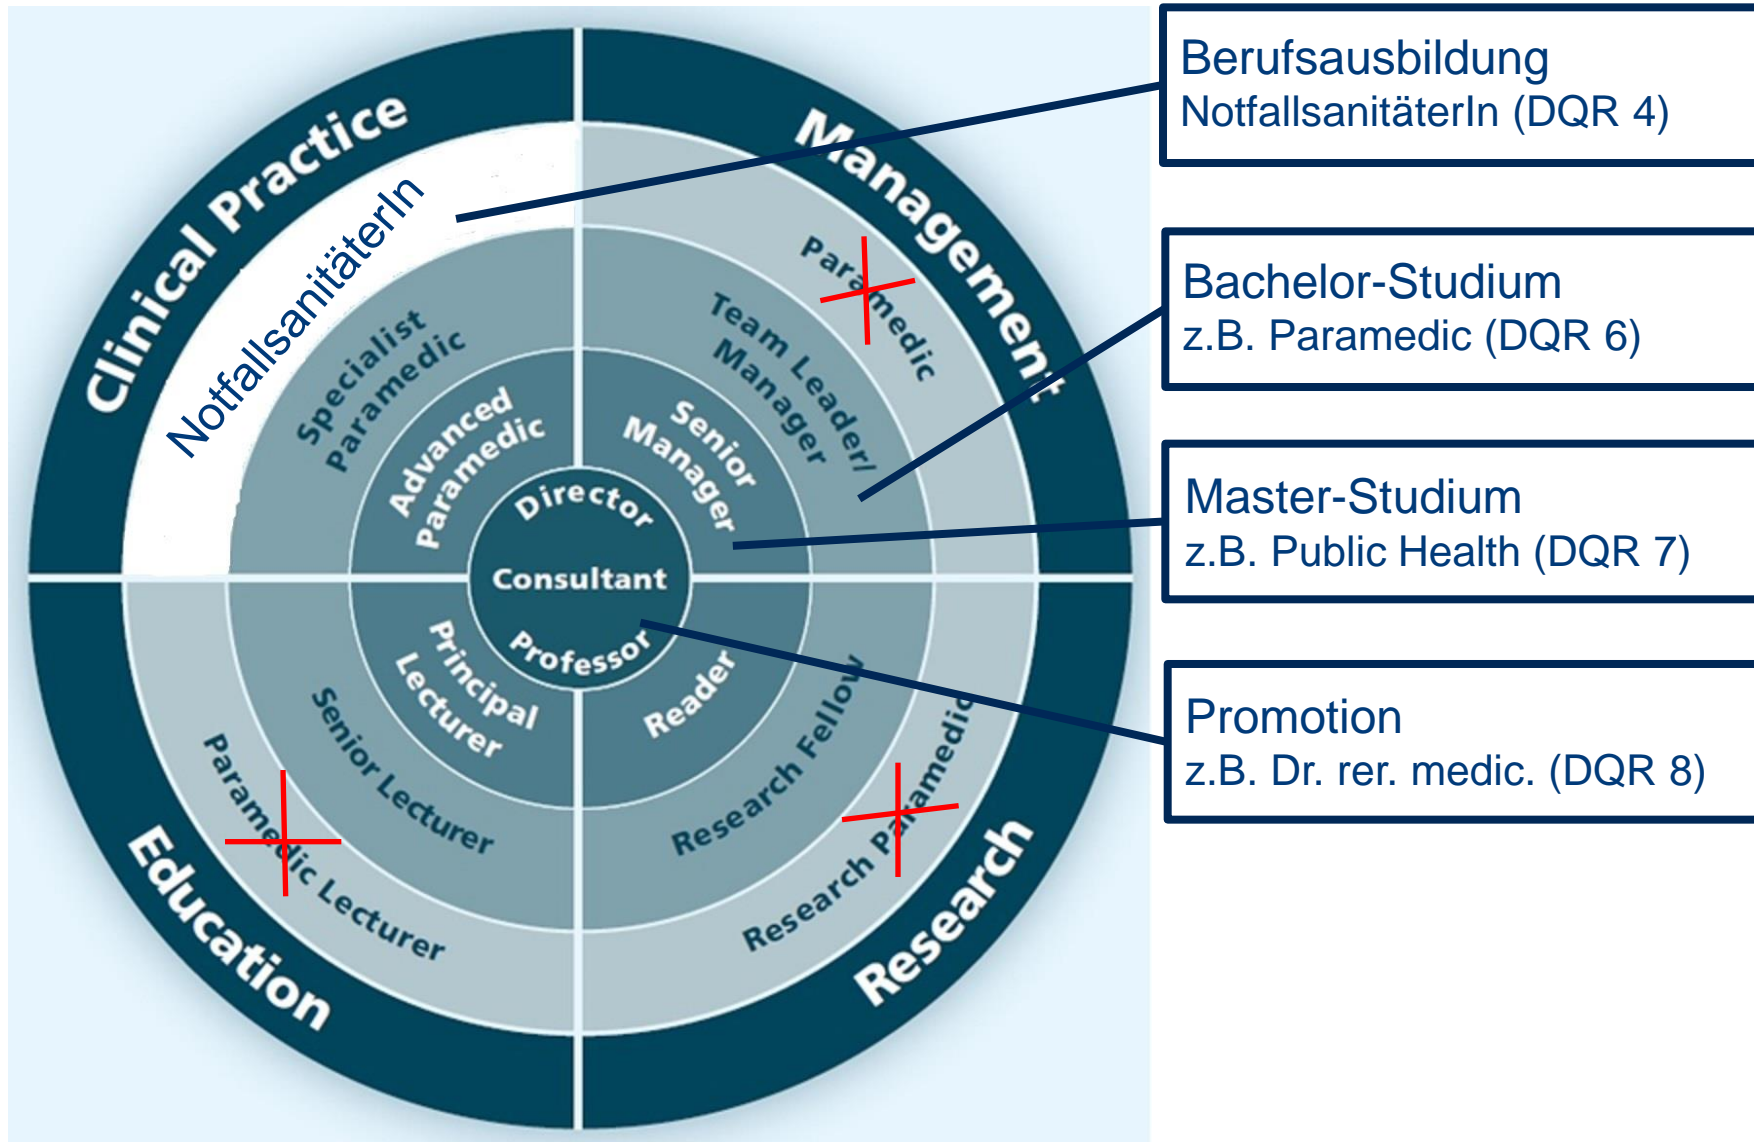 Clinical Practice
NotfallsanitäterIn
Specialist
Paramedic
Advanced
Paramedic
Management
Paramedic
Team Leader/
Manager
Senior
Manager
Director
Consultant
Professor
Education
Paramedic Lecturer
Senior Lecturer
Principal
Lecturer
Research
Research Paramedic
Research Fellow
Reader
Berufsausbildung
NotfallsanitäterIn (DQR 4)
Bachelor-Studium
z.B. Paramedic (DQR 6)
Master-Studium
z.B. Public Health (DQR 7)
Promotion
z.B. Dr. rer. medic. (DQR 8)